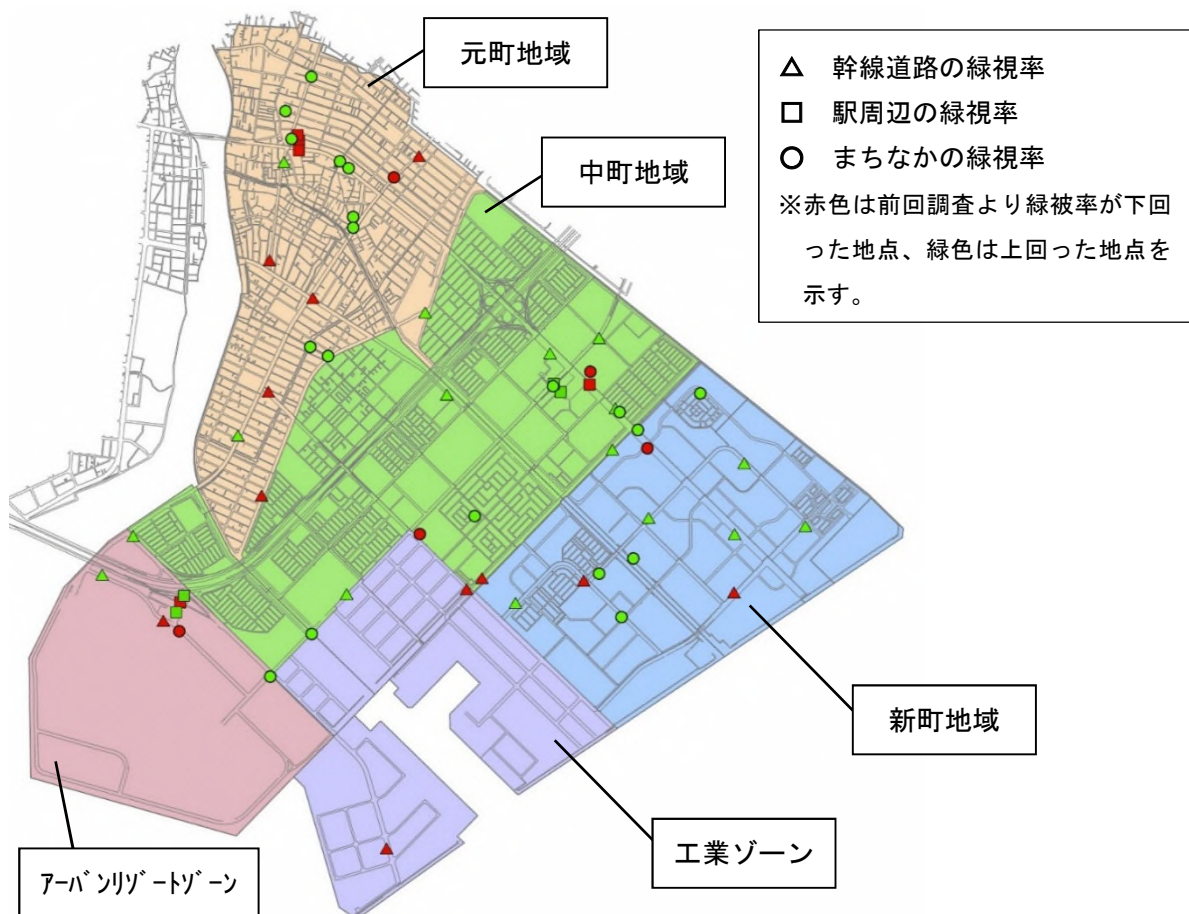 元町地域
中町地域
△ 幹線道路の緑視率
□ 駅周辺の緑視率
○ まちなかの緑視率
※赤色は前回調査より緑被率が下回
った地点、緑色は上回った地点を
示す。
新町地域
工業ゾーン
ｱｰﾊﾞﾝﾘｿﾞｰﾄｿﾞｰﾝ